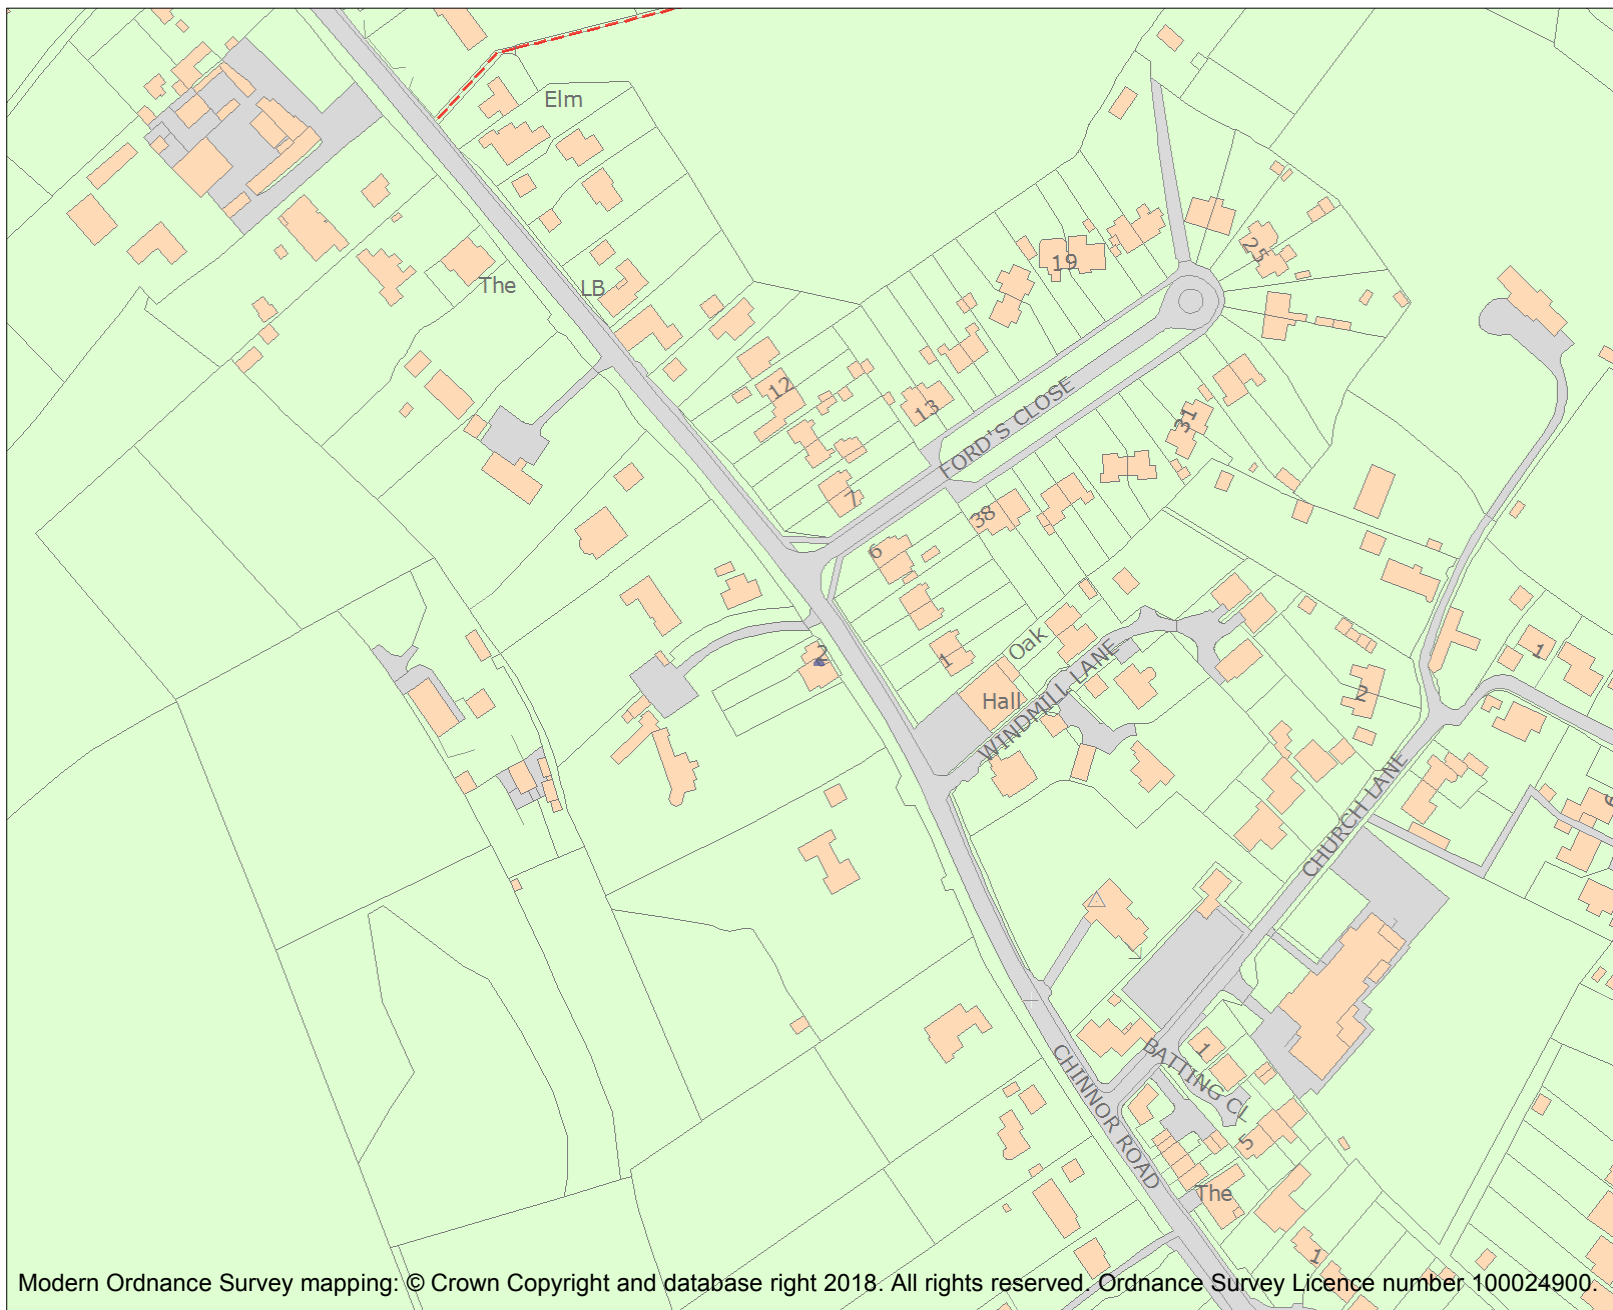 Elm
The
LB
19
25
12
13
FORD'S CLOSE
31
7
38
6
2
1
Oak
Hall
WINDMILL LANE
1
2
CHURCH LANE
BATTING CL
1
5
CHINNOR ROAD
The
1
Modern Ordnance Survey mapping: © Crown Copyright and database right 2018. All rights reserved. Ordnance Survey Licence number 100024900.